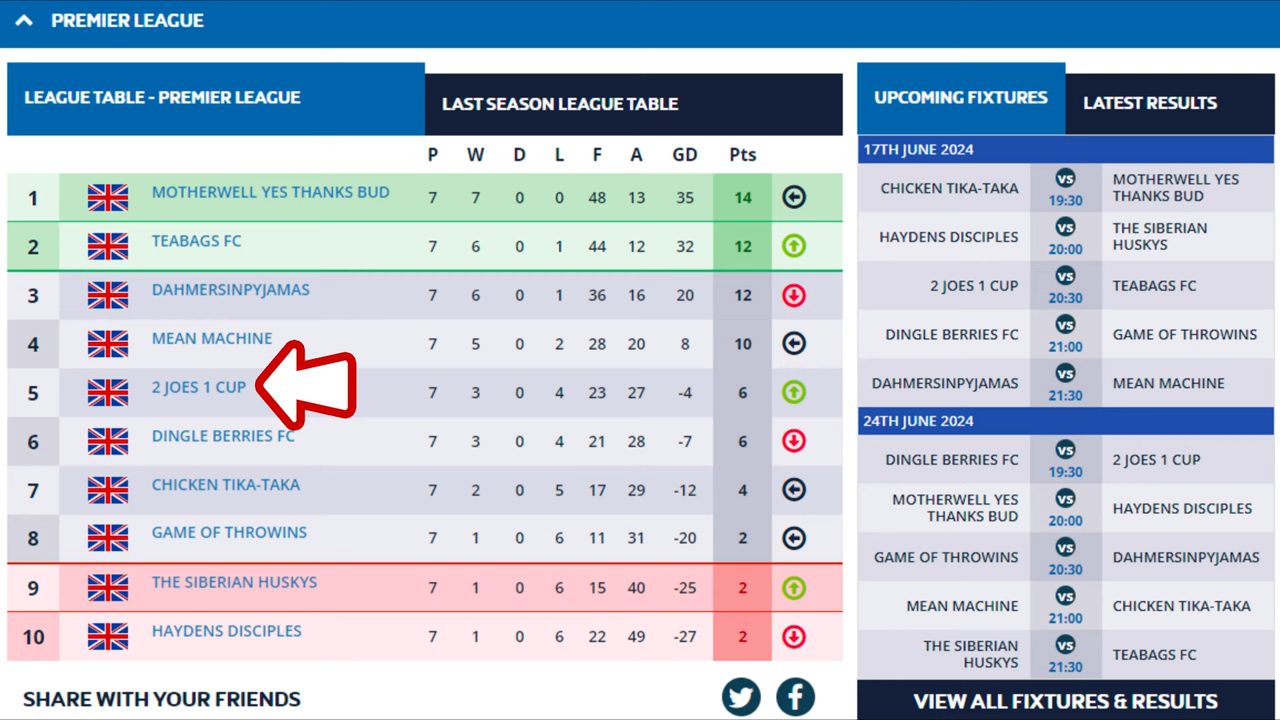 PREMIER LEAGUE
LEAGUE TABLE - PREMIER LEAGUE
LAST SEASON LEAGUE TABLE
P W D L F A GD Pts
1 MOTHERWELL YES THANKS BUD 7 7 0 0 48 13 35 14
2 TEABAGS FC 7 6 0 1 44 12 32 12
3 DAHMERSINPYJAMAS 7 6 0 1 36 16 20 12
4 MEAN MACHINE 7 5 0 2 28 20 8 10
5 2 JOES 1 CUP 7 3 0 4 23 27 -4 6
6 DINGLE BERRIES FC 7 3 0 4 21 28 -7 6
7 CHICKEN TIKA-TAKA 7 2 0 5 17 29 -12 4
8 GAME OF THROWINS 7 1 0 6 11 31 -20 2
9 THE SIBERIAN HUSKYS 7 1 0 6 15 40 -25 2
10 HAYDENS DISCIPLES 7 1 0 6 22 49 -27 2
SHARE WITH YOUR FRIENDS
UPCOMING FIXTURES
LATEST RESULTS
17TH JUNE 2024
CHICKEN TIKA-TAKA
VS
19:30
MOTHERWELL YES
THANKS BUD
HAYDENS DISCIPLES
VS
20:00
THE SIBERIAN
HUSKYS
2 JOES 1 CUP
VS
20:30
TEABAGS FC
DINGLE BERRIES FC
VS
21:00
GAME OF THROWINS
DAHMERSINPYJAMAS
VS
21:30
MEAN MACHINE
24TH JUNE 2024
DINGLE BERRIES FC
VS
19:30
2 JOES 1 CUP
MOTHERWELL YES
THANKS BUD
VS
20:00
HAYDENS DISCIPLES
GAME OF THROWINS
VS
20:30
DAHMERSINPYJAMAS
MEAN MACHINE
VS
21:00
CHICKEN TIKA-TAKA
THE SIBERIAN
HUSKYS
VS
21:30
TEABAGS FC
VIEW ALL FIXTURES & RESULTS